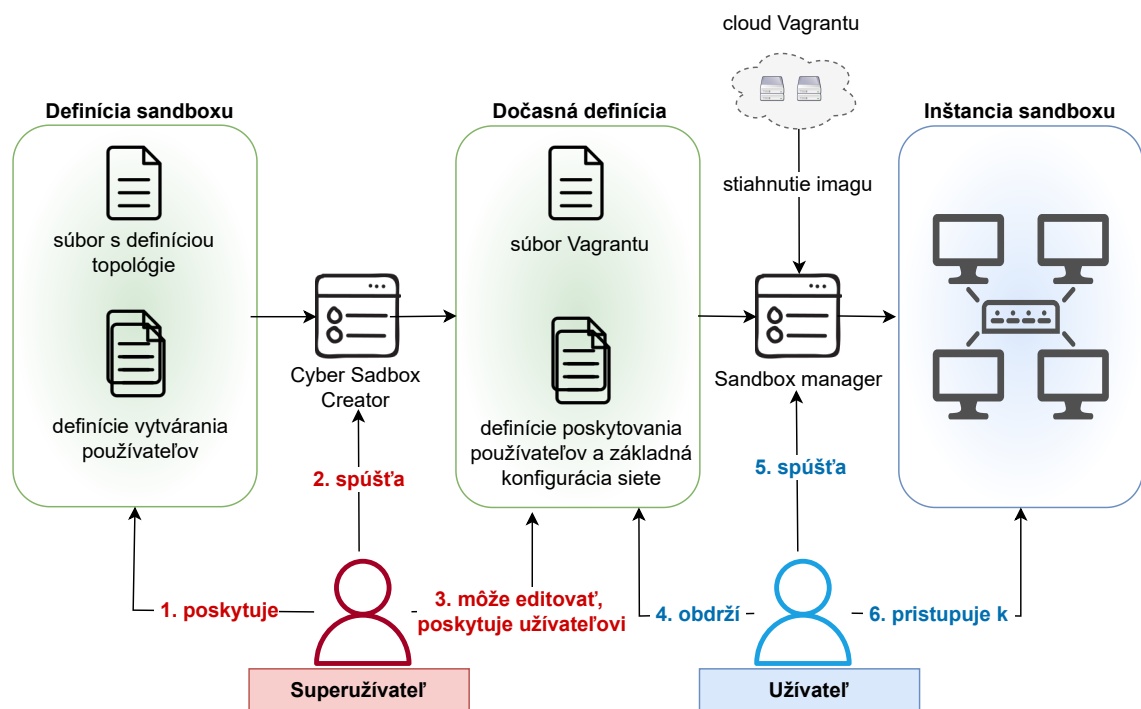 cloud Vagrantu
Definícia sandboxu
Dočasná definícia
Inštancia sandboxu
súbor s definíciou
topológie
definície vytvárania
používateľov
Cyber Sadbox
Creator
súbor Vagrantu
definície poskytovania
používateľov a základná
konfigurácia siete
stiahnutie imagu
Sandbox manager
2. spúšťa
5. spúšťa
1. poskytuje
3. môže editovať,
poskytuje užívateľovi
4. obdrží
6. pristupuje k
Superužívateľ
Užívateľ